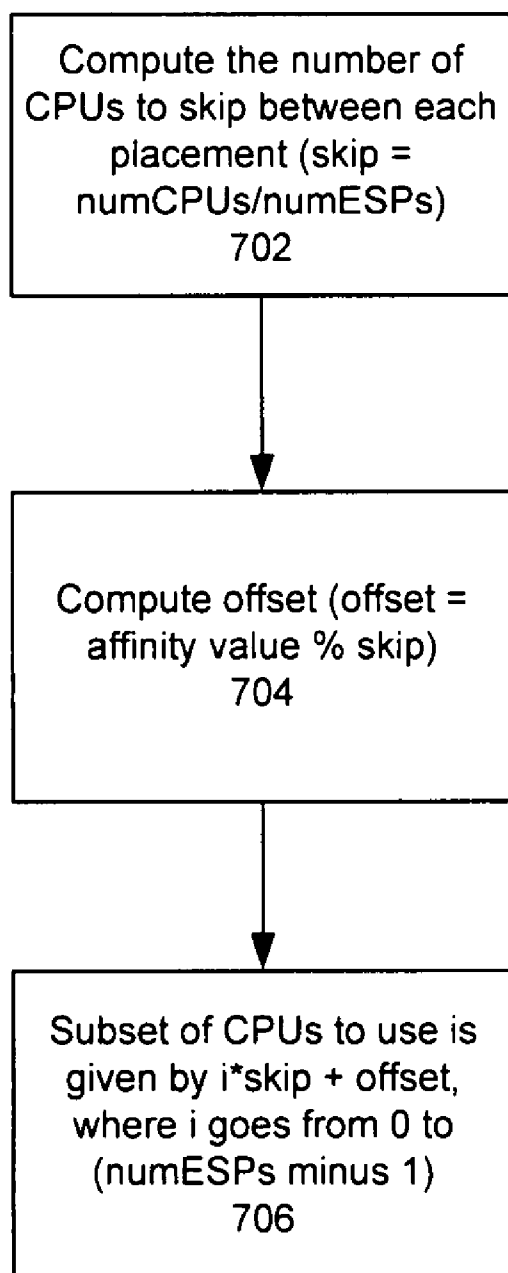 Compute the number of
CPUs to skip between each
placement (skip =
numCPUs/numESPs)
702
Compute offset (offset =
affinity value % skip)
704
Subset of CPUs to use is
given by i*skip + offset,
where i goes from 0 to
(numESPs minus 1)
706